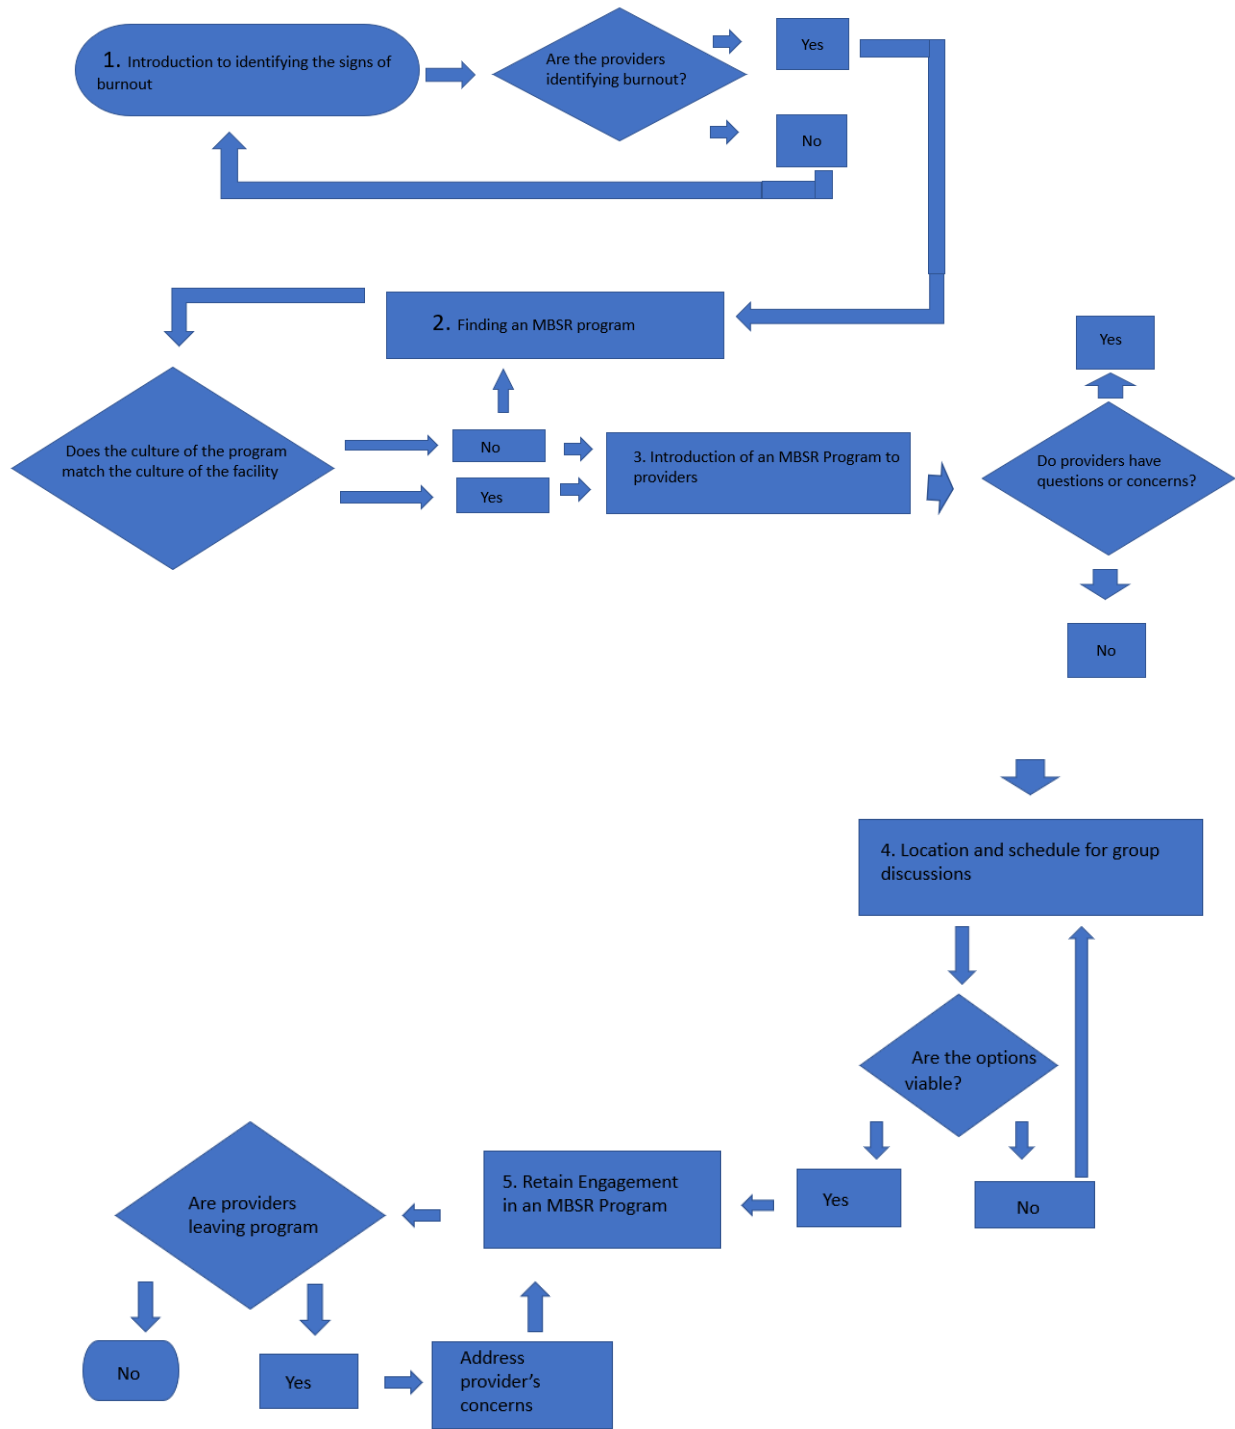 1. Introduction to identifying the signs of
burnout
Are the providers
identifying burnout?
Yes
No
2. Finding an MBSR program
Does the culture of the program
match the culture of the facility
No
Yes
3. Introduction of an MBSR Program to
providers
Yes
Do providers have
questions or concerns?
No
4. Location and schedule for group
discussions
Are the options
viable?
Yes
No
5. Retain Engagement
in an MBSR Program
Are providers
leaving program
No
Yes
Address
provider’s
concerns